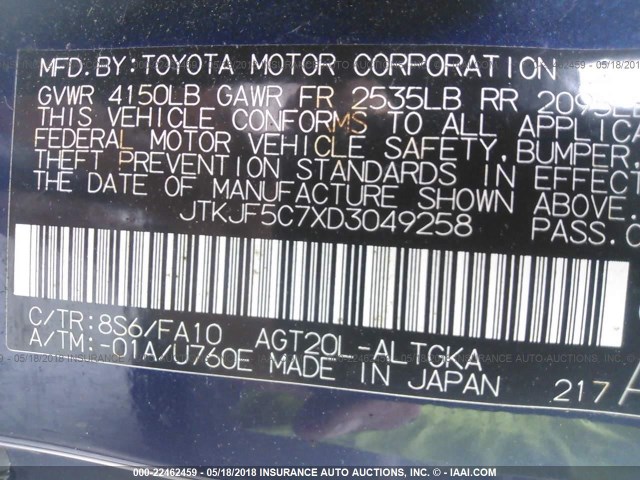 MFD.BY:TOYOTA MOTOR CORPORATION
GVWR 4150LB GAWR FR 2535LB RR
THIS VEHICLE CONFORMS TO ALL
FEDERAL MOTOR VEHICLE SAFETY,BUMPER,
THEFT PREVENTION STANDARDS IN EFFECT
THE DATE OF MANUFACTURE SHOWN ABOVE.
JTKJF5C7XD3049258 PASS.
C/TR:8S6/FA10 AGT20L-ALTGKA
A/TM:-01A/U760E MADE IN JAPAN 217
000-22462459 - 05/18/2018 - INSURANCE AUTO AUCTIONS, INC. - IAAI.COM